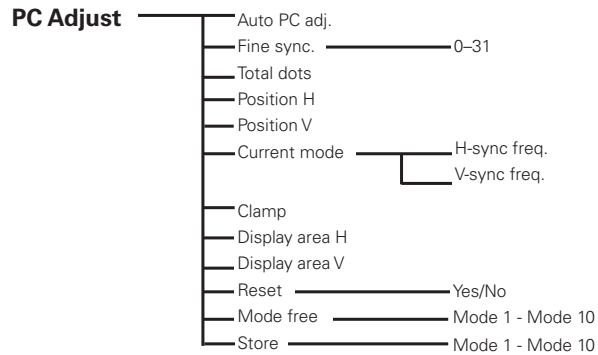 PC Adjust Auto PC adj.
Fine sync. 0–31
Total dots
Position H
Position V
Current mode H-sync freq.
V-sync freq.
Clamp
Display area H
Display area V
Reset Yes/No
Mode free Mode 1 - Mode 10
Store Mode 1 - Mode 10